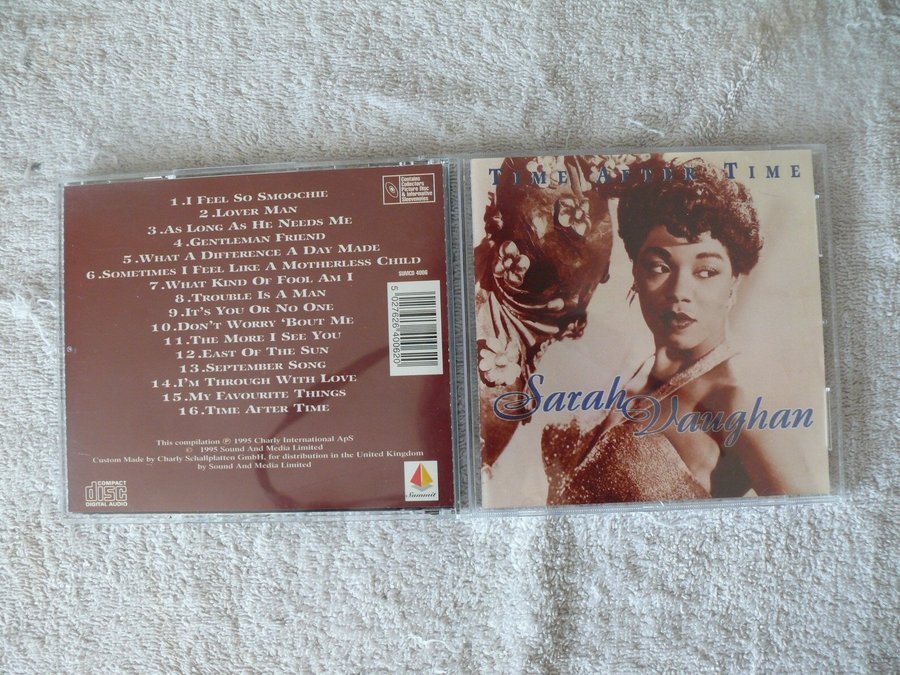 Contains
Collectors
Picture Disc
& Informative
Sleevenotes
1.I FEEL SO SMOOCHIE
2.LOVER MAN
3.AS LONG AS HE NEEDS ME
4.GENTLEMAN FRIEND
5.WHAT A DIFFERENCE A DAY MADE
6.SOMETIMES I FEEL LIKE A MOTHERLESS CHILD
7.WHAT KIND OF FOOL AM I
8.TROUBLE IS A MAN
9.IT'S YOU OR NO ONE
10.DON'T WORRY 'BOUT ME
11.THE MORE I SEE YOU
12.EAST OF THE SUN
13.SEPTEMBER SONG
14.I'M THROUGH WITH LOVE
15.MY FAVOURITE THINGS
16.TIME AFTER TIME
SUMCD 4006
5 027626 400620
This compilation ℗ 1995 Charly International ApS
© 1995 Sound And Media Limited
Custom Made by Charly Schallplatten GmbH, for distribution in the United Kingdom
by Sound And Media Limited
COMPACT
disc
DIGITAL AUDIO
Summit
TIME AFTER TIME
Sarah
Vaughan